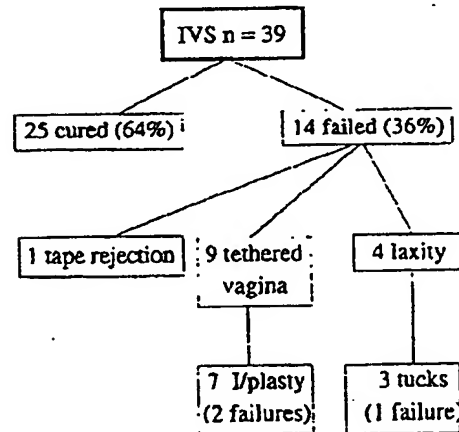 IVS n = 39
25 cured (64%)
14 failed (36%)
1 tape rejection
9 tethered
vagina
4 laxity
7 I/plasty
(2 failures)
3 tucks
(1 failure)